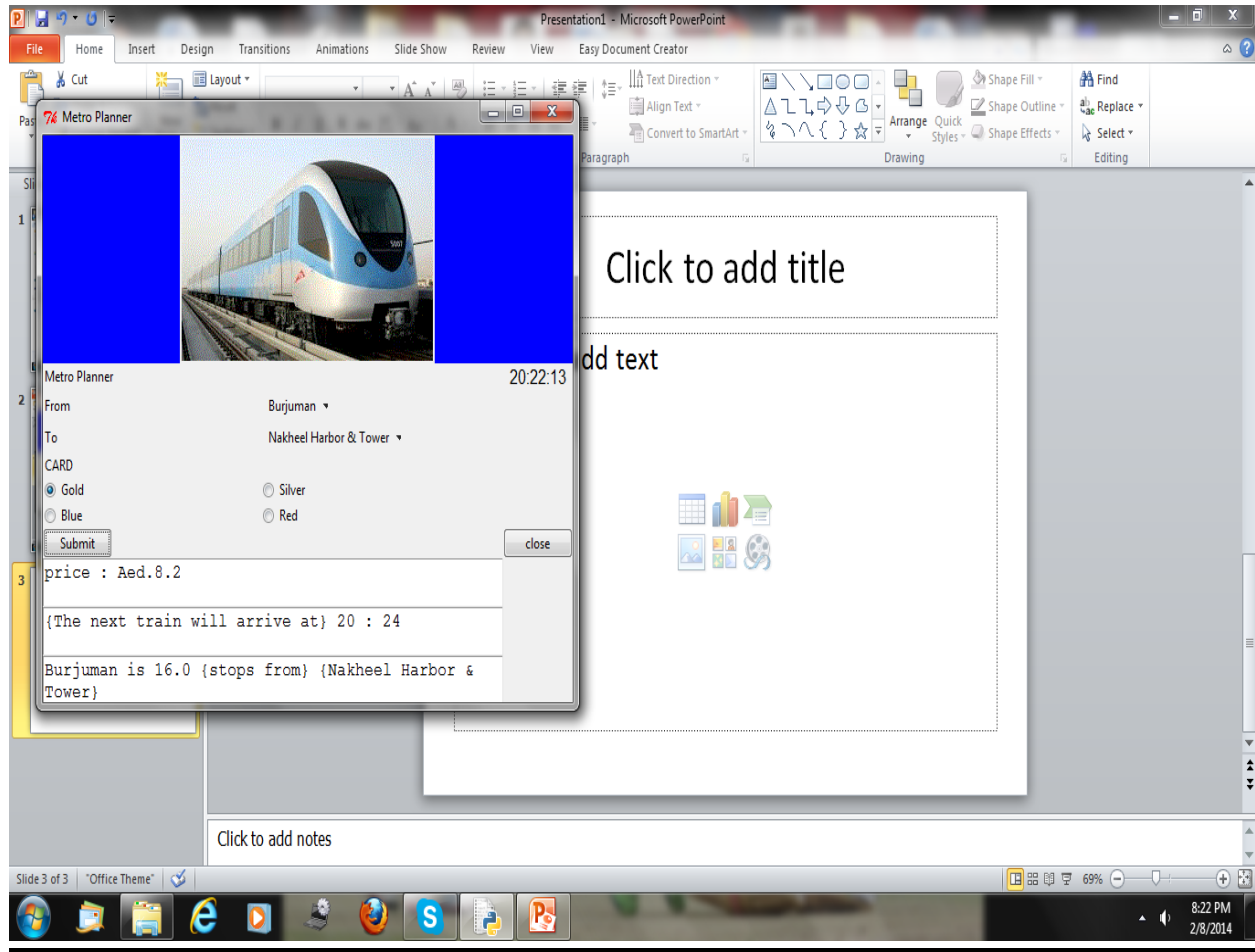 Presentation1 - Microsoft PowerPoint
File Home Insert Design Transitions Animations Slide Show Review View Easy Document Creator
Cut
Layout
Text Direction
Align Text
Convert to SmartArt
Paragraph
Arrange
Quick Styles
Shape Fill
Shape Outline
Shape Effects
Drawing
Find
Replace
Select
Editing
Metro Planner
Metro Planner 20:22:13
From Burjuman
To Nakheel Harbor & Tower
CARD
Gold Silver
Blue Red
Submit close
price : Aed.8.2
{The next train will arrive at} 20 : 24
Burjuman is 16.0 {stops from} {Nakheel Harbor &
Tower}
1
2
3
Click to add title
dd text
Click to add notes
Slide 3 of 3 "Office Theme" 69%
8:22 PM
2/8/2014